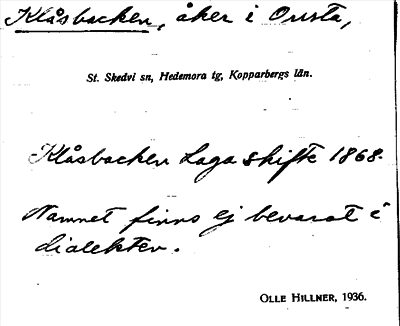 Klåsbacken, åker i Onsta,
St. Skedvi sn, Hedemora tg, Kopparbergs län.
Klåsbacken Laga skifte 1868.
Namnet finns ej bevarat i
dialekten.
OLLE HILLNER, 1936.